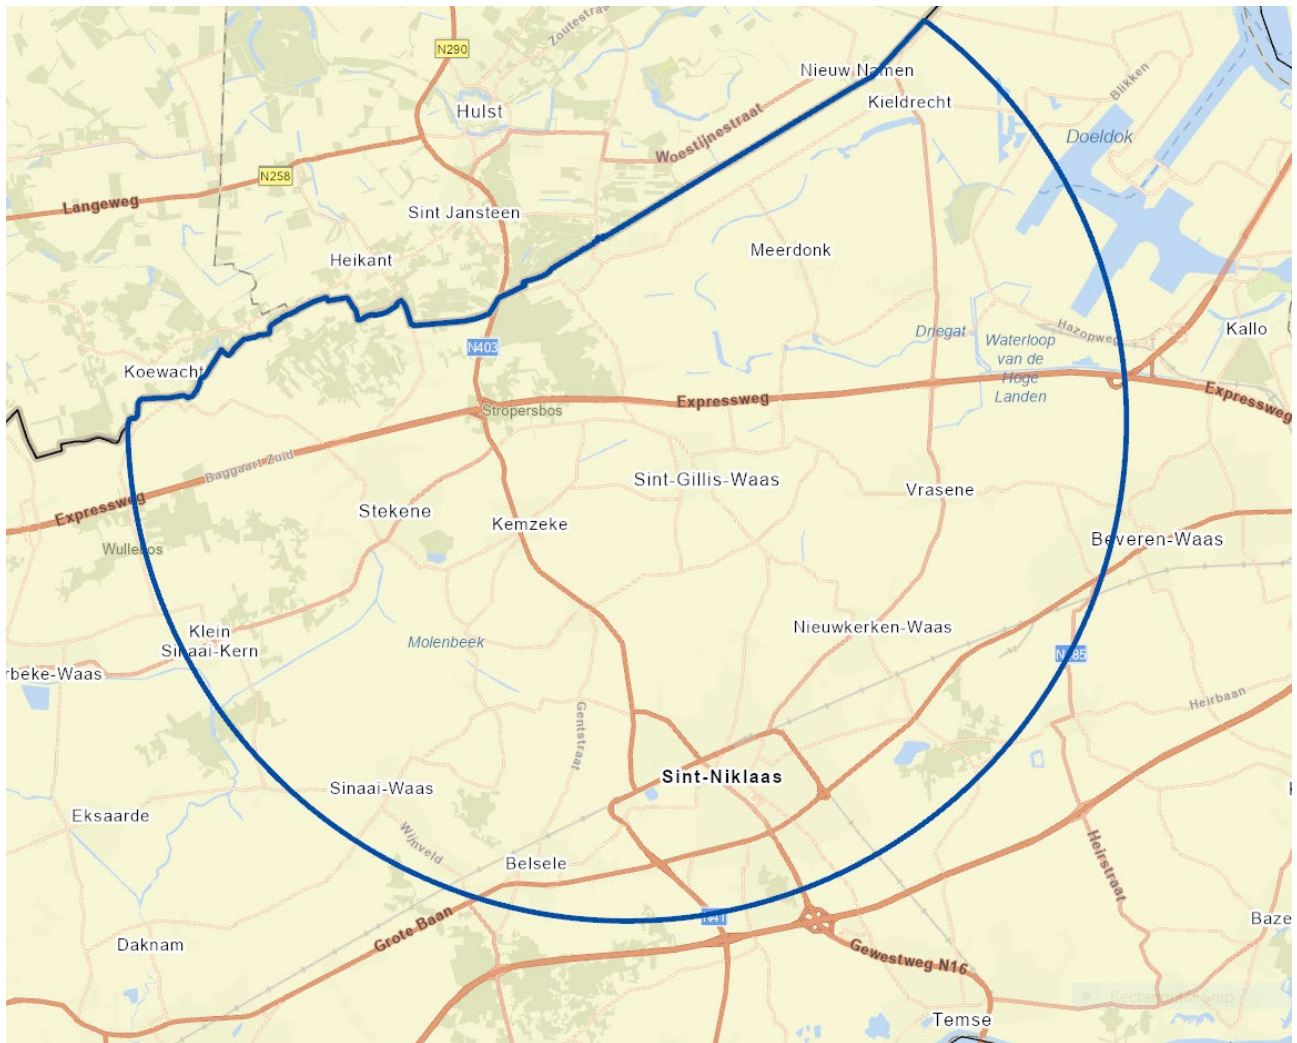 N290
Zoutestraat
Hulst
Nieuw Namen
Kieldrecht
Blikken
Doeldok
Woestijnestraat
N258
Langeweg
Sint Jansteen
Heikant
Meerdonk
Koewacht
N403
Driegat
Waterloop
van de
Hoge
Landen
Hazopweg
Kallo
Stropersbos
Expressweg
Expressweg
Baggaart Zuid
Expressweg
Sint-Gillis-Waas
Vrasene
Stekene
Kemzeke
Wullebos
Beveren-Waas
Klein
Sinaai-Kern
Molenbeek
Nieuwkerken-Waas
rbeke-Waas
Heirbaan
Gentstraat
Sint-Niklaas
Sinaai-Waas
Eksaarde
Wijnveld
Belsele
Heirstraat
N41
Grote Baan
Daknam
Gewestweg N16
Baze
Rectangular Snip
Temse